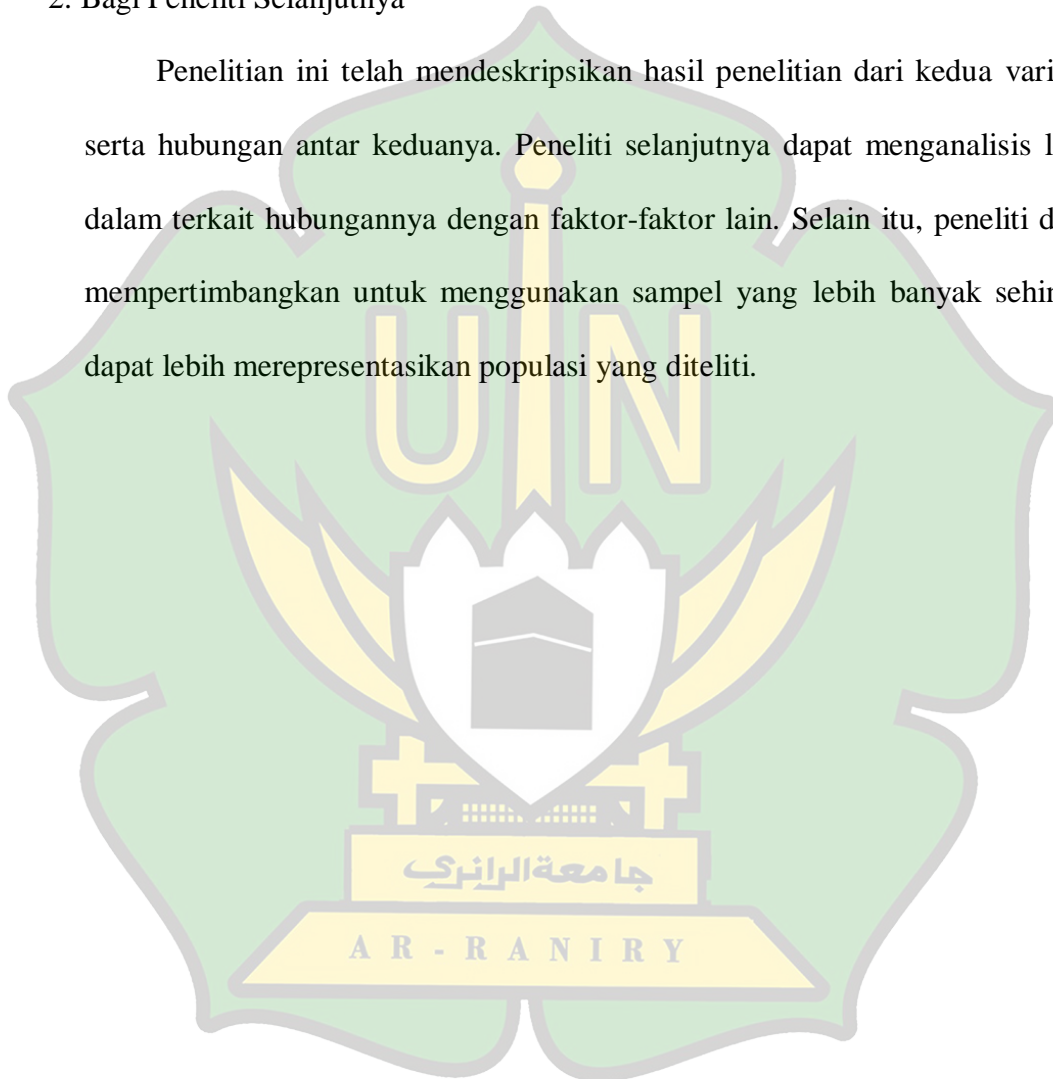 2. Bagi Peneliti Selanjutnya
Penelitian ini telah mendeskripsikan hasil penelitian dari kedua vari
serta hubungan antar keduanya. Peneliti selanjutnya dapat menganalisis l
dalam terkait hubungannya dengan faktor-faktor lain. Selain itu, peneliti d
mempertimbangkan untuk menggunakan sampel yang lebih banyak sehin
dapat lebih merepresentasikan populasi yang diteliti.
UIN
جامعة الرانري
AR-RANIRY